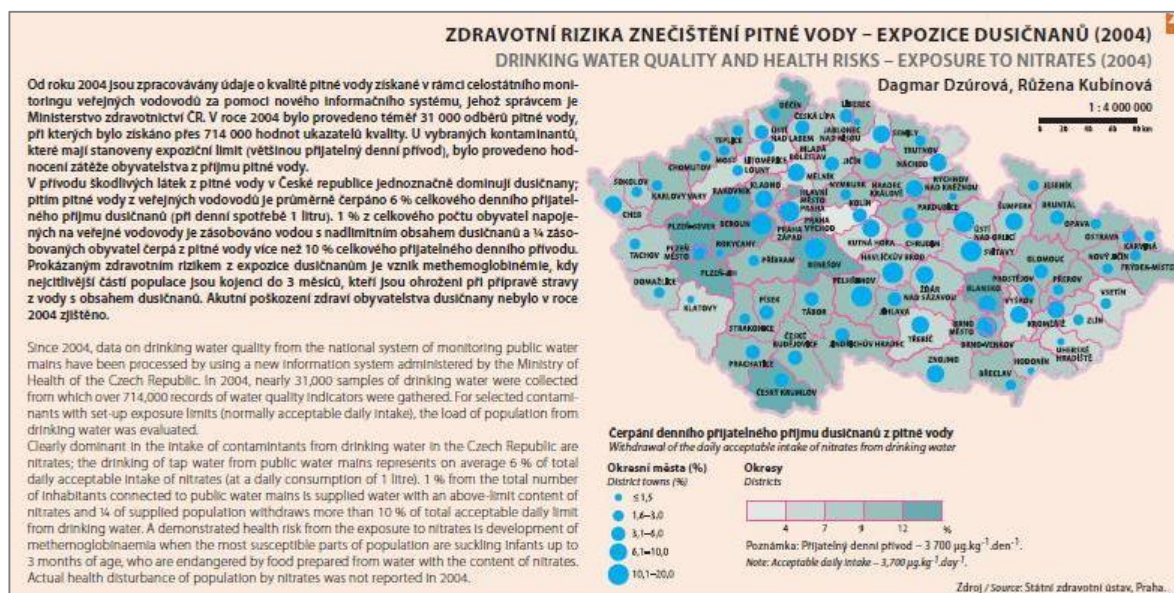 ZDRAVOTNÍ RIZIKA ZNEČIŠTĚNÍ PITNÉ VODY – EXPOZICE DUSIČNANŮ (2004)
DRINKING WATER QUALITY AND HEALTH RISKS – EXPOSURE TO NITRATES (2004)
Dagmar Dzúrová, Růžena Kubínová
1 : 4 000 000
0 20 40 60 80 km
Od roku 2004 jsou zpracovávány údaje o kvalitě pitné vody získané v rámci celostátního moni-
toringu veřejných vodovodů za pomoci nového informačního systému, jehož správcem je
Ministerstvo zdravotnictví ČR. V roce 2004 bylo provedeno téměř 31 000 odběrů pitné vody,
při kterých bylo získáno přes 714 000 hodnot ukazatelů kvality. U vybraných kontaminantů,
které mají stanoveny expoziční limit (většinou přijatelný denní přívod), bylo provedeno hod-
nocení zátěže obyvatelstva z příjmu pitné vody.
V přívodu škodlivých látek z pitné vody v České republice jednoznačně dominují dusičnany;
pitím pitné vody z veřejných vodovodů je průměrně čerpáno 6 % celkového denního přijatel-
ného příjmu dusičnanů (při denní spotřebě 1 litru). 1 % z celkového počtu obyvatel napoje-
ných na veřejné vodovody je zásobováno vodou s nadlimitním obsahem dusičnanů a ¼ záso-
bovaných obyvatel čerpá z pitné vody více než 10 % celkového přijatelného denního přívodu.
Prokázaným zdravotním rizikem z expozice dusičnanům je vznik methemoglobinémie, kdy
nejcitlivější částí populace jsou kojenci do 3 měsíců, kteří jsou ohroženi při přípravě stravy
z vody s obsahem dusičnanů. Akutní poškození zdraví obyvatelstva dusičnany nebylo v roce
2004 zjištěno.
Since 2004, data on drinking water quality from the national system of monitoring public water
mains have been processed by using a new information system administered by the Ministry of
Health of the Czech Republic. In 2004, nearly 31,000 samples of drinking water were collected
from which over 714,000 records of water quality indicators were gathered. For selected contami-
nants with set-up exposure limits (normally acceptable daily intake), the load of population from
drinking water was evaluated.
Clearly dominant in the intake of contamintants from drinking water in the Czech Republic are
nitrates; the drinking of tap water from public water mains represents on average 6 % of total
daily acceptable intake of nitrates (at a daily consumption of 1 litre). 1 % from the total number
of inhabitants connected to public water mains is supplied water with an above-limit content of
nitrates and ¼ of supplied population withdraws more than 10 % of total acceptable daily limit
from drinking water. A demonstrated health risk from the exposure to nitrates is development of
methemoglobinaemia when the most susceptible parts of population are suckling infants up to
3 months of age, who are endangered by food prepared from water with the content of nitrates.
Actual health disturbance of population by nitrates was not reported in 2004.
DĚČÍN
LIBEREC
ČESKÁ LÍPA
ÚSTÍ
NAD LABEM
JABLONEC
NAD NISOU
SEMILY
TEPLICE
TRUTNOV
MOST
LITOMĚŘICE
MLADÁ
BOLESLAV
JIČÍN
NÁCHOD
CHOMUTOV
LOUNY
MĚLNÍK
SOKOLOV
KARLOVY VARY
RAKOVNÍK
KLADNO
HLAVNÍ
MĚSTO
PRAHA
NYMBURK
HRADEC
KRÁLOVÉ
RYCHNOV
NAD KNĚŽNOU
JESENÍK
CHEB
KOLÍN
PARDUBICE
ŠUMPERK
BRUNTÁL
PLZEŇ-SEVER
BEROUN
PRAHA
ZÁPAD
PRAHA
VÝCHOD
OPAVA
OSTRAVA
KARVINÁ
TACHOV
PLZEŇ
MĚSTO
ROKYCANY
KUTNÁ HORA
CHRUDIM
ÚSTÍ
NAD ORLICÍ
SVITAVY
NOVÝ JIČÍN
FRÝDEK-MÍSTEK
PLZEŇ-JIH
PŘÍBRAM
BENEŠOV
HAVLÍČKŮV BROD
OLOMOUC
DOMAŽLICE
PROSTĚJOV
PŘEROV
KLATOVY
PÍSEK
TÁBOR
PELHŘIMOV
JIHLAVA
ŽĎÁR
NAD SÁZAVOU
BLANSKO
VYŠKOV
KROMĚŘÍŽ
VSETÍN
ZLÍN
STRAKONICE
ČESKÉ
BUDĚJOVICE
JINDŘICHŮV HRADEC
TŘEBÍČ
BRNO
MĚSTO
BRNO-VENKOV
UHERSKÉ
HRADIŠTĚ
PRACHATICE
ZNOJMO
HODONÍN
BŘECLAV
ČESKÝ KRUMLOV
Čerpání denního přijatelného příjmu dusičnanů z pitné vody
Withdrawal of the daily acceptable intake of nitrates from drinking water
Okresní města (%)
District towns (%)
≤ 1,5
1,6–3,0
3,1–6,0
6,1–10,0
10,1–20,0
Okresy
Districts
4 7 9 12 %
Poznámka: Přijatelný denní přívod – 3 700 µg.kg⁻¹.den⁻¹.
Note: Acceptable daily intake – 3,700 µg.kg⁻¹.day⁻¹.
Zdroj / Source: Státní zdravotní ústav, Praha.